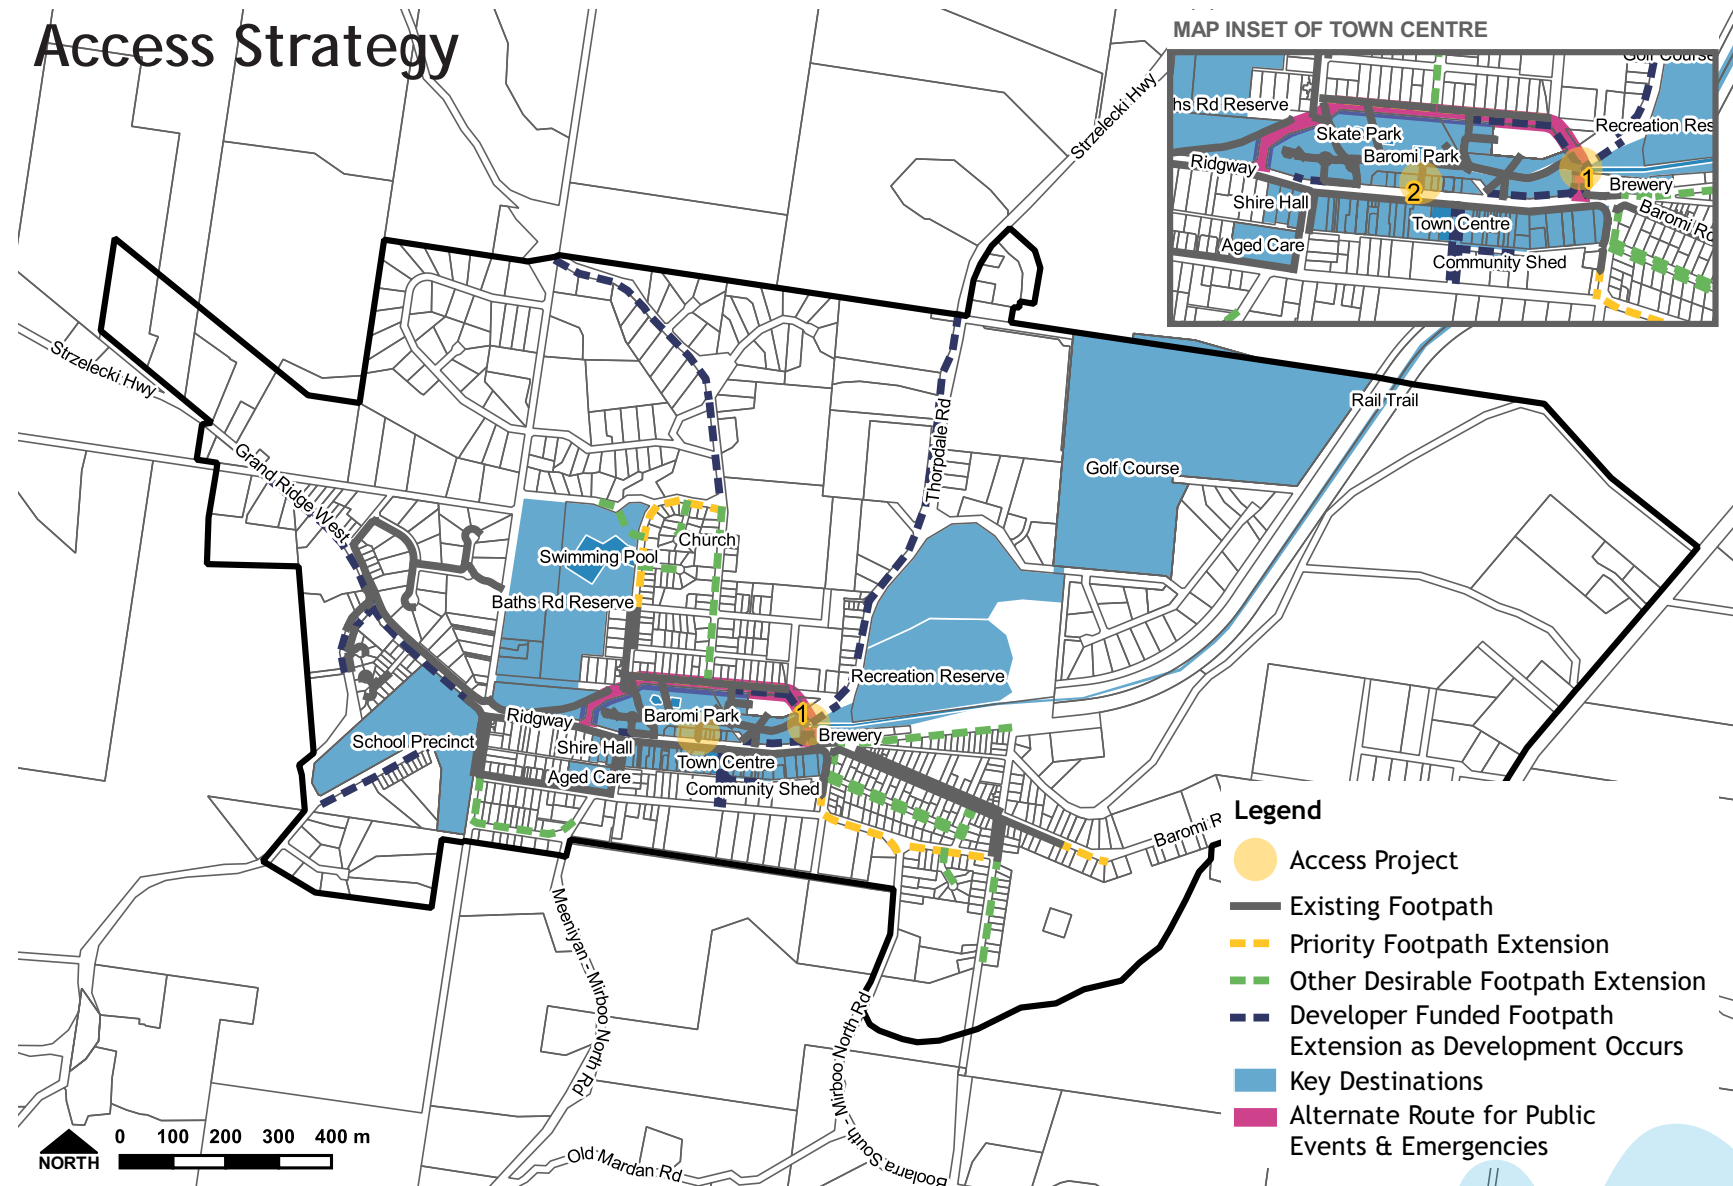 Access Strategy
MAP INSET OF TOWN CENTRE
Golf Course
hs Rd Reserve
Skate Park
Recreation Res
Baromi Park
Ridgway
1
2
Brewery
Shire Hall
Baromi Rd
Town Centre
Aged Care
Community Shed
Strzelecki Hwy
Strzelecki Hwy
Grand Ridge West
Thorpdale Rd
Rail Trail
Golf Course
Church
Swimming Pool
Baths Rd Reserve
Recreation Reserve
Ridgway
Baromi Park
1
Brewery
School Precinct
Shire Hall
Town Centre
Aged Care
Community Shed
Baromi R
Meeniyan - Mirboo North Rd
Boolarra South - Mirboo North Rd
Old Mardan Rd
Legend
Access Project
Existing Footpath
Priority Footpath Extension
Other Desirable Footpath Extension
Developer Funded Footpath
Extension as Development Occurs
Key Destinations
Alternate Route for Public
Events & Emergencies
NORTH
0 100 200 300 400 m